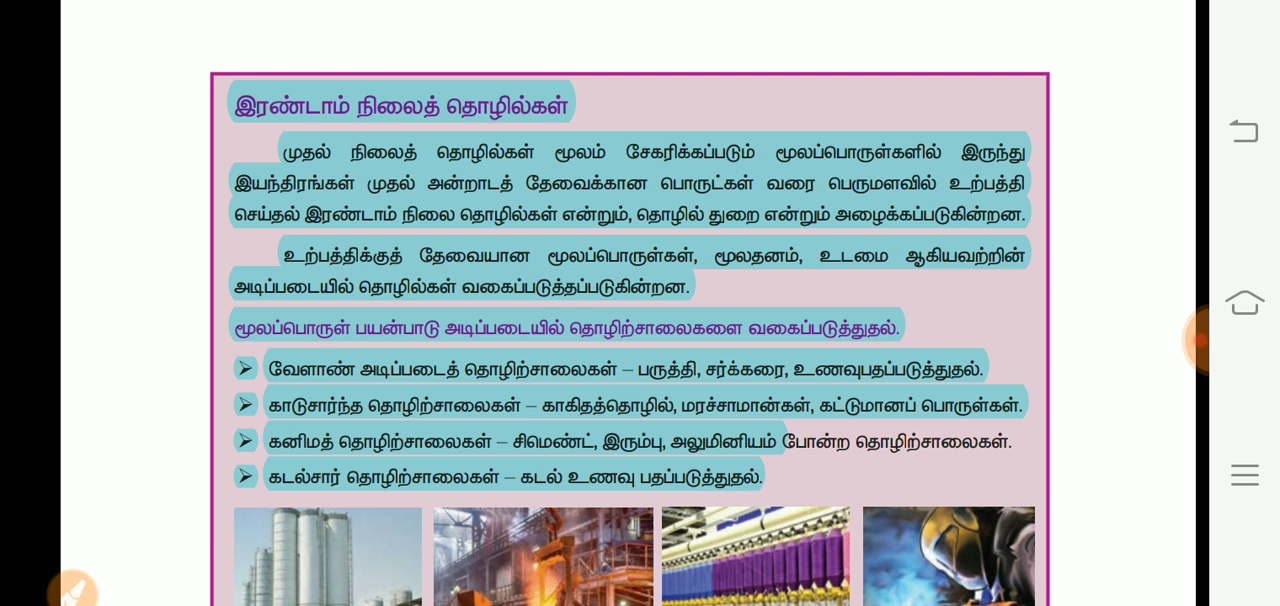 இரண்டாம் நிலைத் தொழில்கள்
முதல் நிலைத் தொழில்கள் மூலம் சேகரிக்கப்படும் மூலப்பொருள்களில் இருந்து
இயந்திரங்கள் முதல் அன்றாடத் தேவைக்கான பொருட்கள் வரை பெருமளவில் உற்பத்தி
செய்தல் இரண்டாம் நிலை தொழில்கள் என்றும், தொழில் துறை என்றும் அழைக்கப்படுகின்றன.
உற்பத்திக்குத் தேவையான மூலப்பொருள்கள், மூலதனம், உடமை ஆகியவற்றின்
அடிப்படையில் தொழில்கள் வகைப்படுத்தப்படுகின்றன.
மூலப்பொருள் பயன்பாடு அடிப்படையில் தொழிற்சாலைகளை வகைப்படுத்துதல்.
➢ வேளாண் அடிப்படைத் தொழிற்சாலைகள் – பருத்தி, சர்க்கரை, உணவுபதப்படுத்துதல்.
➢ காடுசார்ந்த தொழிற்சாலைகள் – காகிதத்தொழில், மரச்சாமான்கள், கட்டுமானப் பொருள்கள்.
➢ கனிமத் தொழிற்சாலைகள் – சிமெண்ட், இரும்பு, அலுமினியம் போன்ற தொழிற்சாலைகள்.
➢ கடல்சார் தொழிற்சாலைகள் – கடல் உணவு பதப்படுத்துதல்.